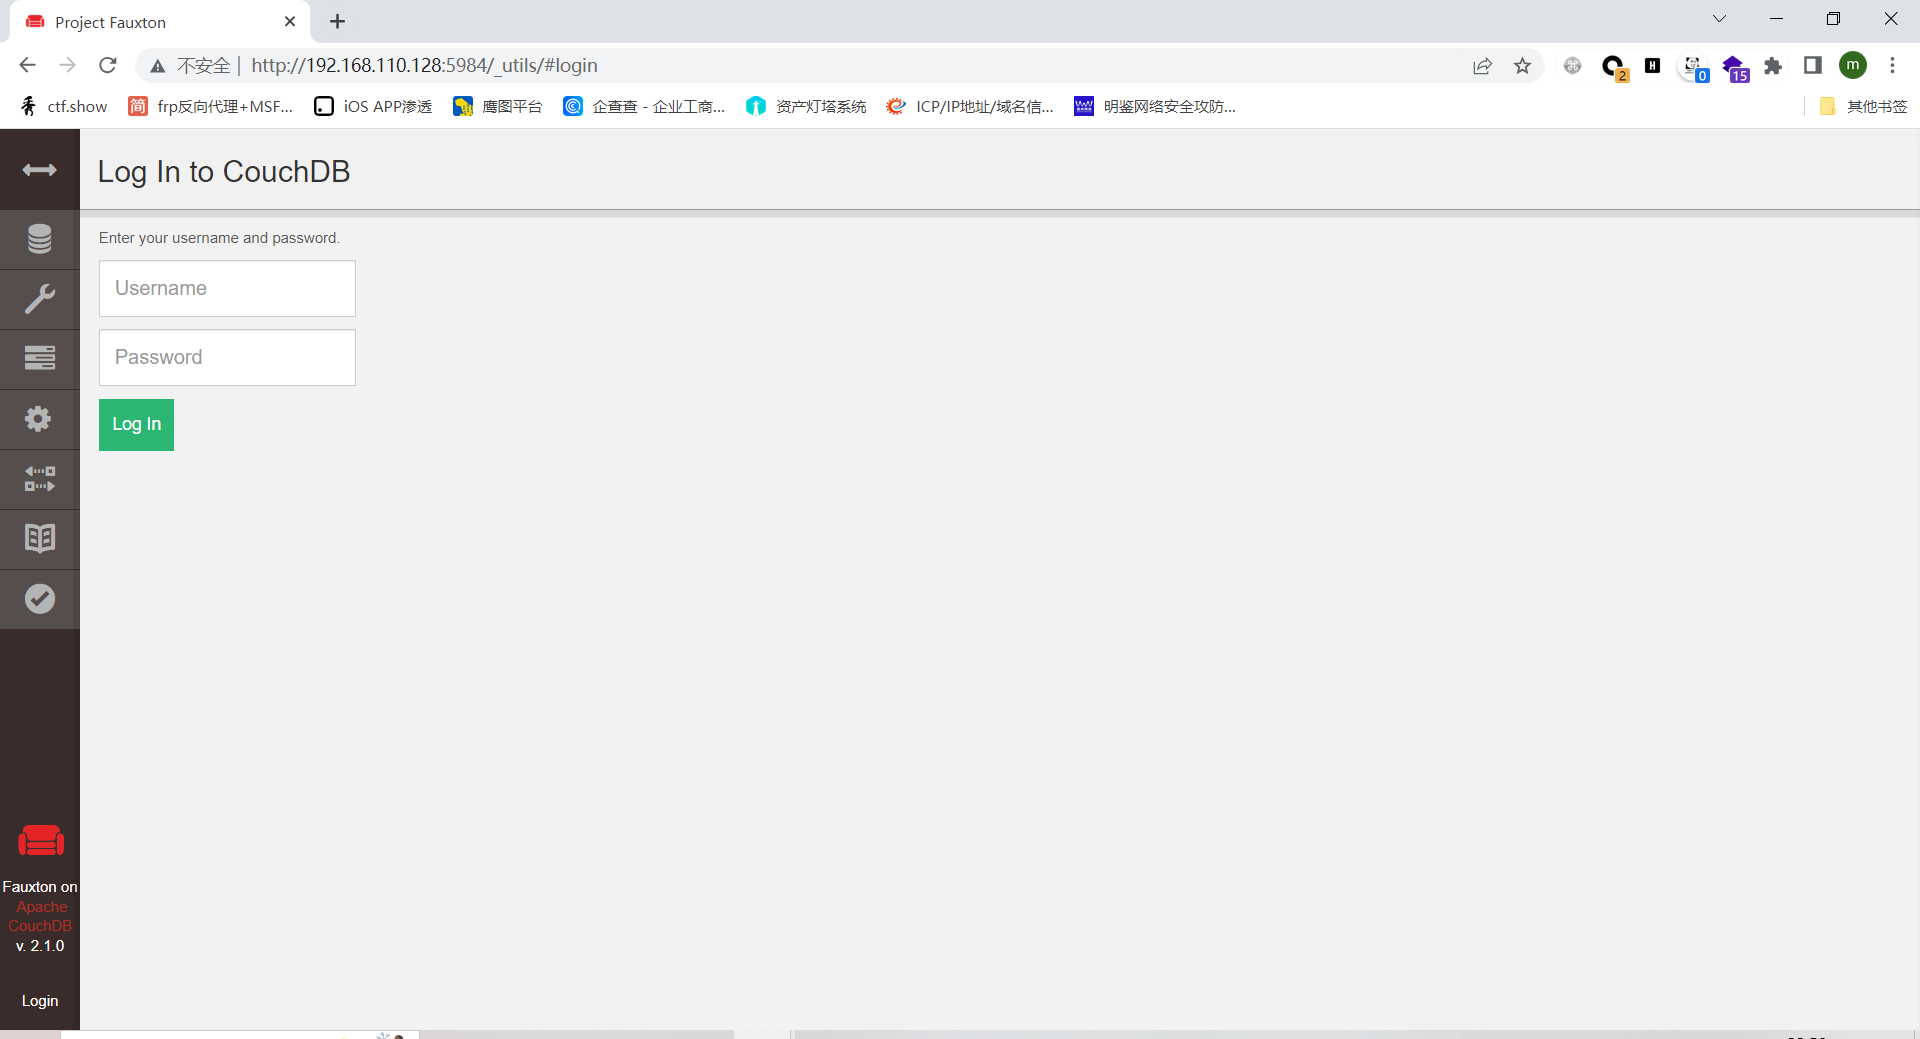 Project Fauxton
不安全 | http://192.168.110.128:5984/_utils/#login
2
0
15
m
ctf.show
简 frp反向代理+MSF...
iOS APP渗透
鹰图平台
企查查 - 企业工商...
资产灯塔系统
ICP/IP地址/域名信...
明鉴网络安全攻防...
其他书签
Log In to CouchDB
Enter your username and password.
Username
Password
Log In
Fauxton on
Apache
CouchDB
v. 2.1.0
Login